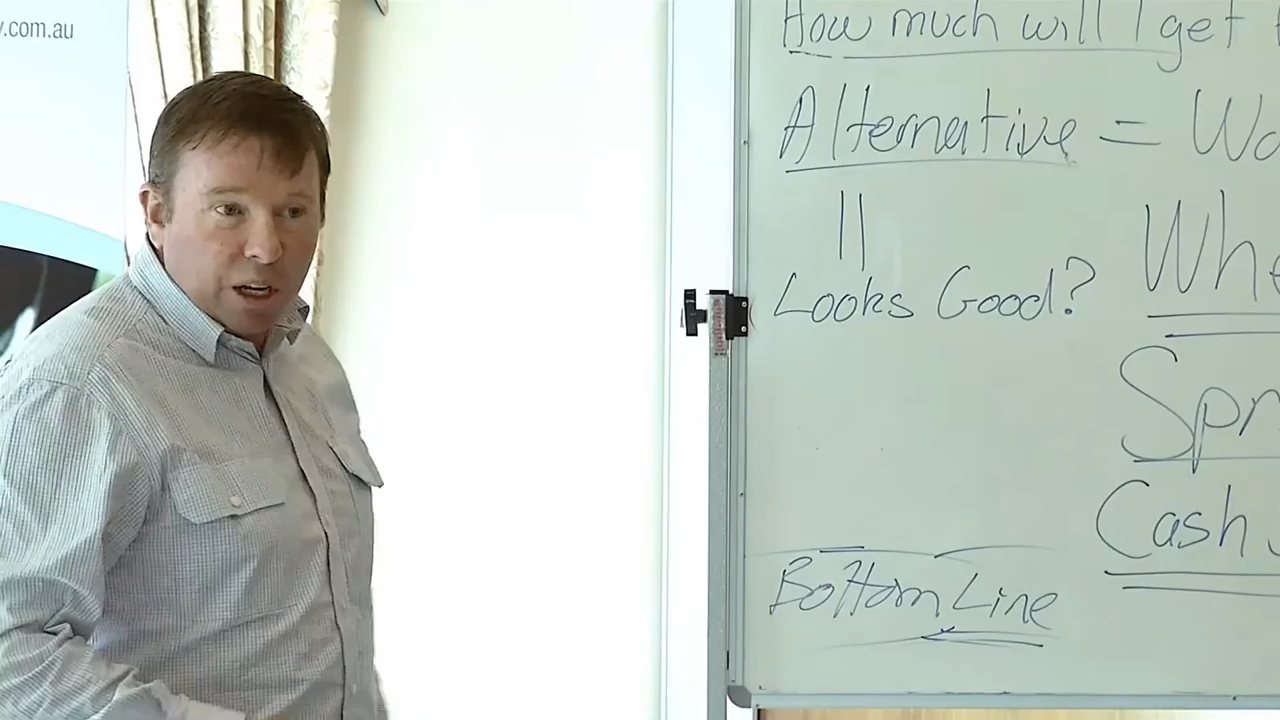 .com.au
How much will I get
Alternative = Wo
||
Looks Good?
Whe
Spr
Cash
Bottom Line